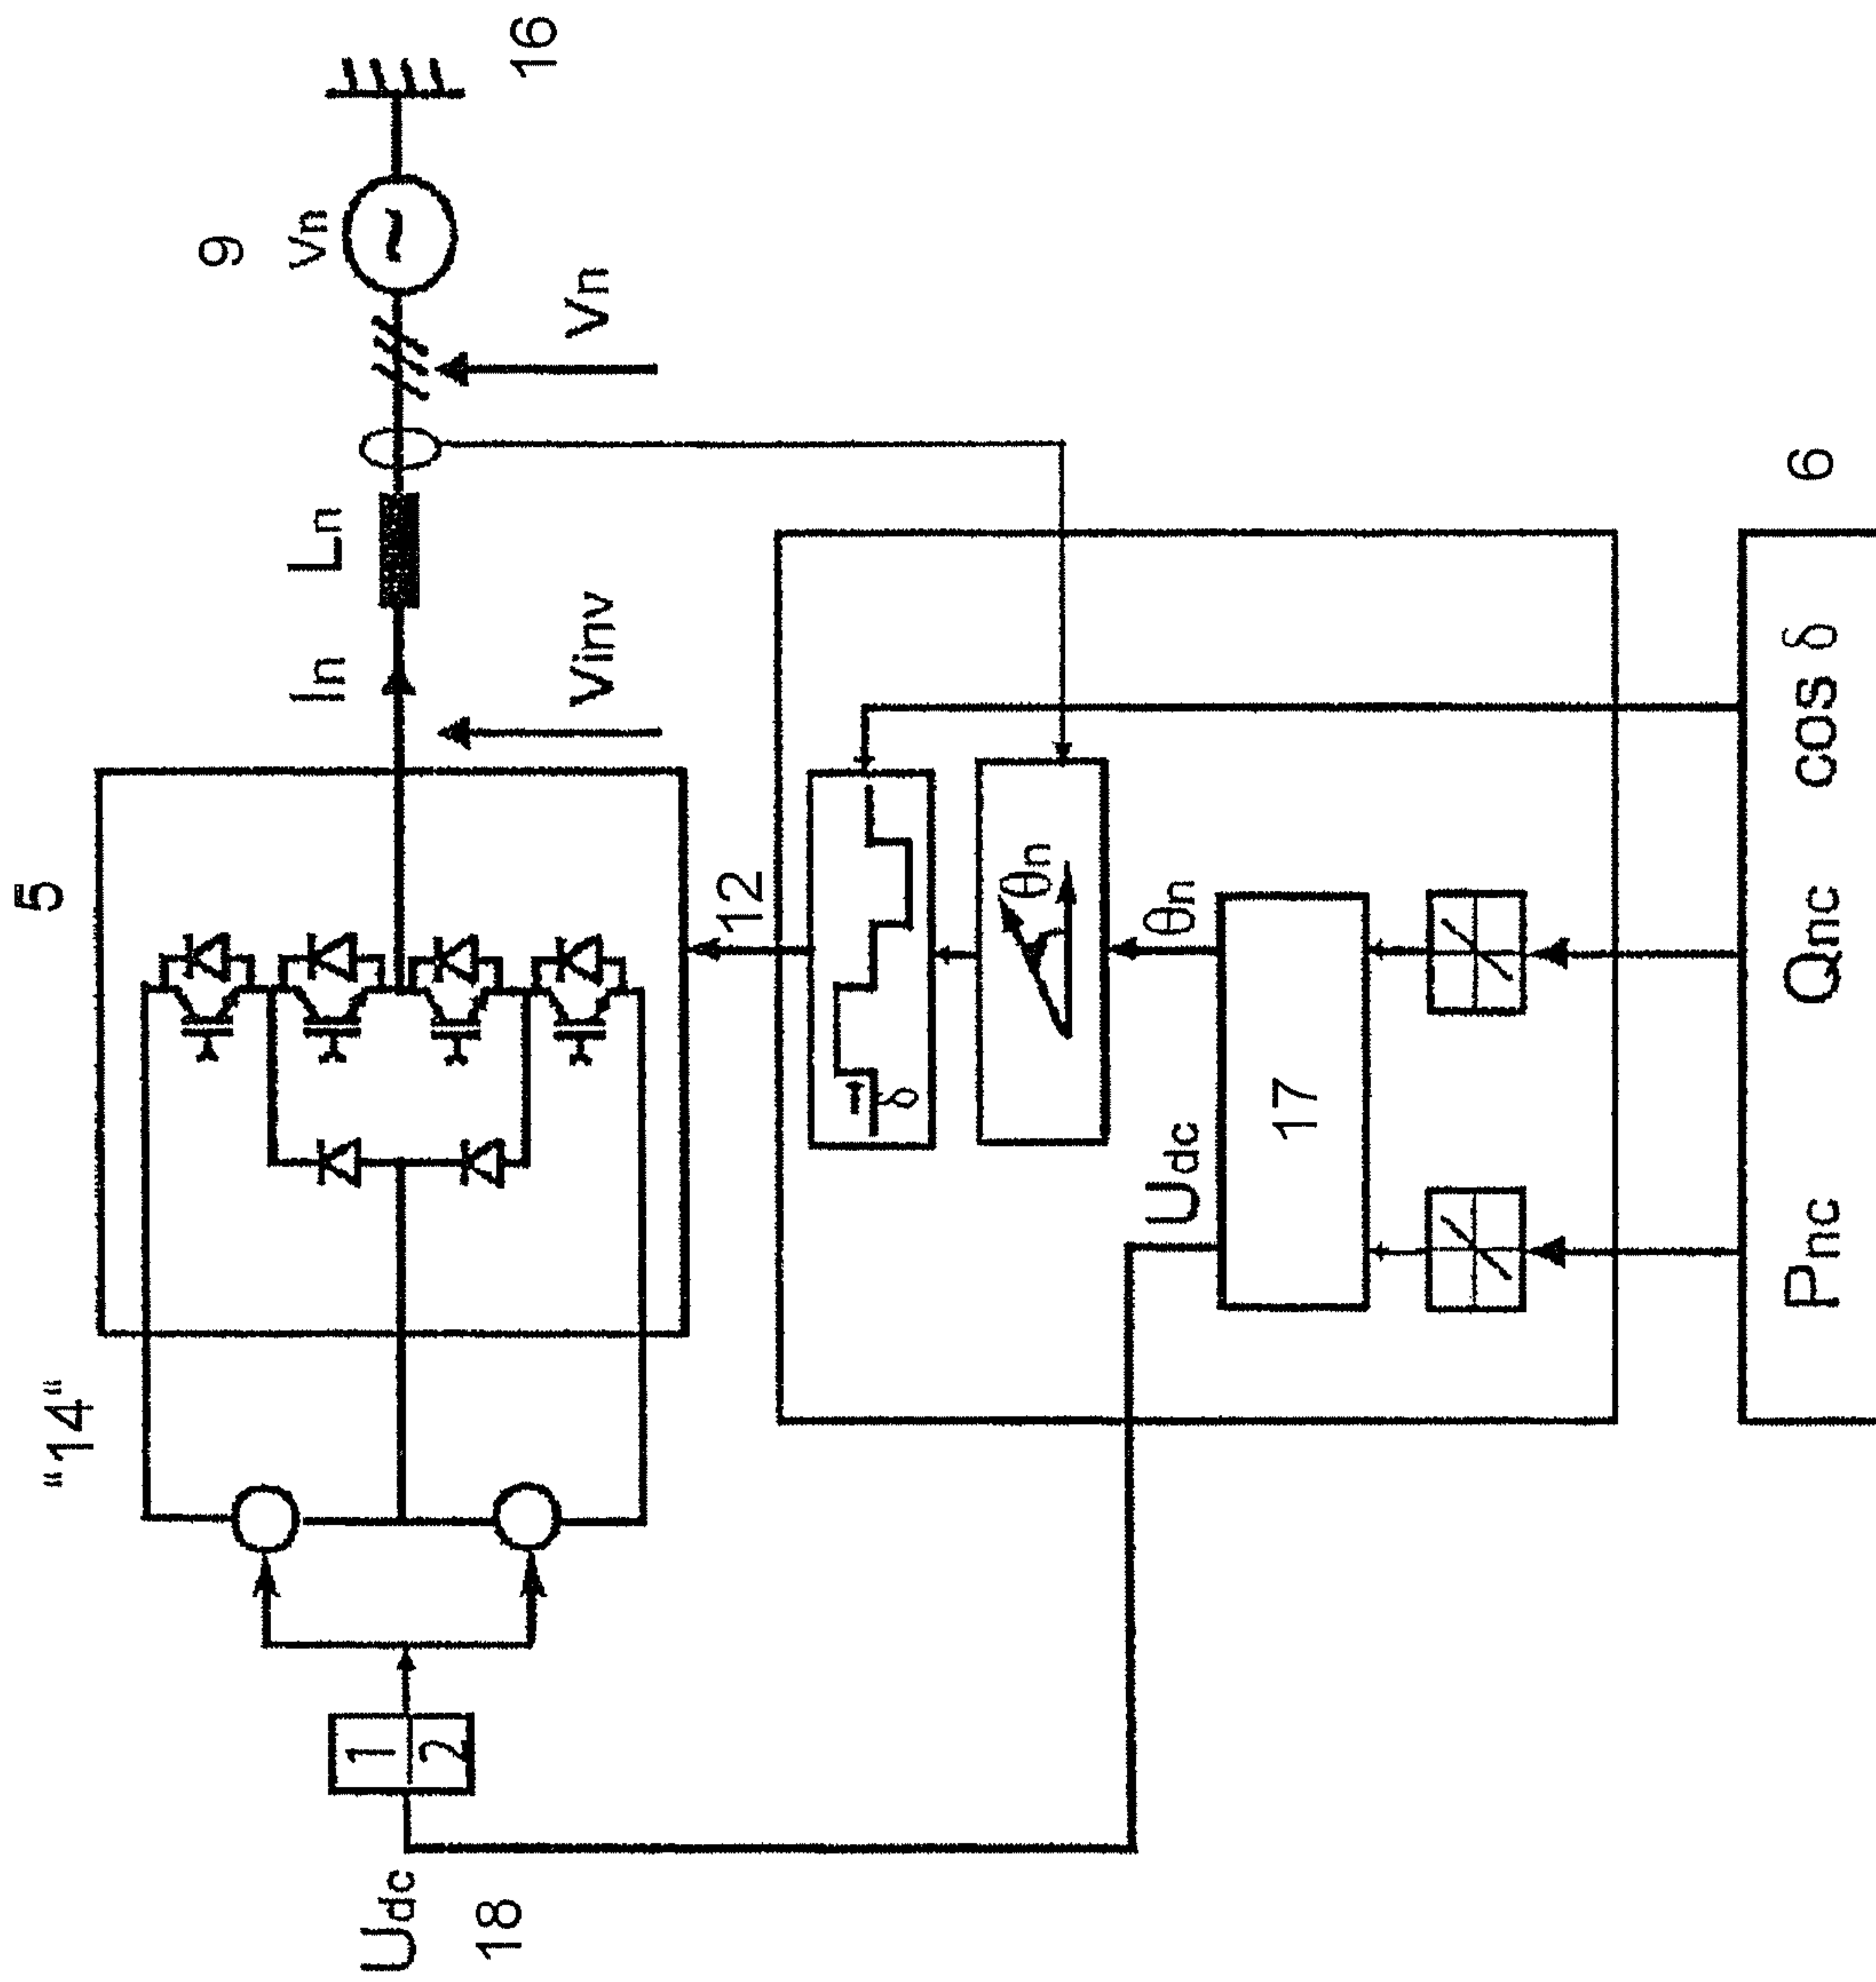 "14"
5
9
In
Ln
Vn
Udc
1
2
18
16
Vinv
Vn
12
δ
θn
Udc
θn
17
Pnc Qnc cos δ 6